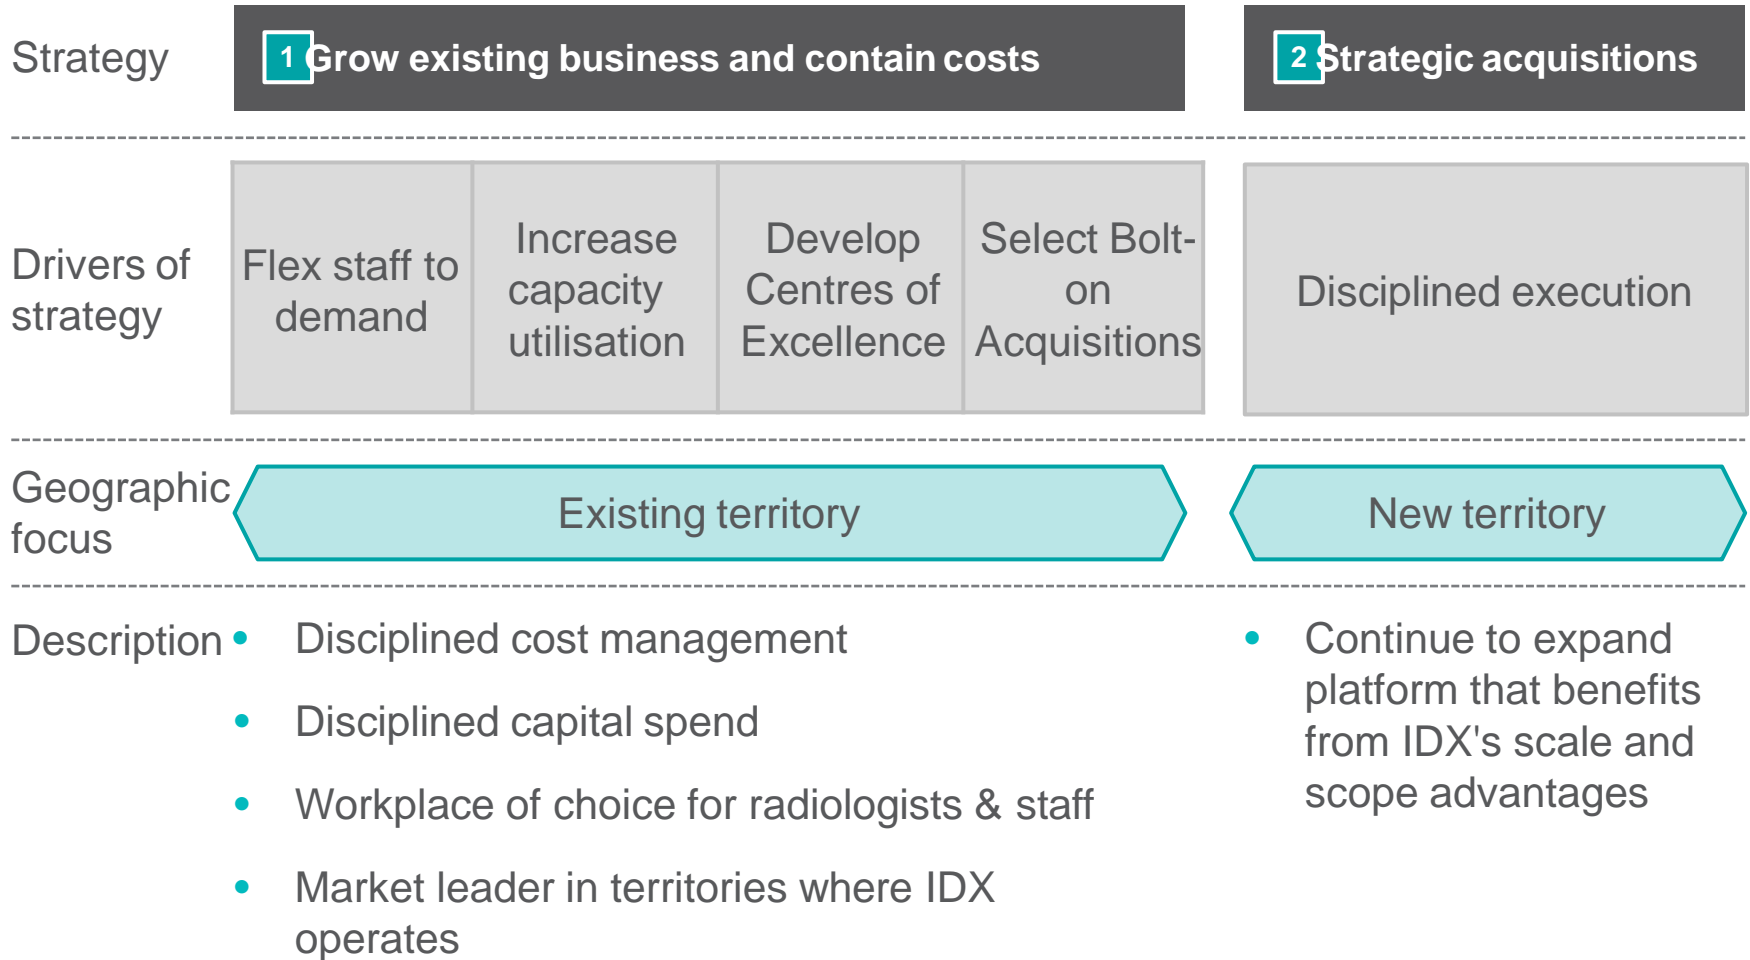 Strategy
1 Grow existing business and contain costs
2 Strategic acquisitions
Drivers of
strategy
Flex staff to
demand
Increase
capacity
utilisation
Develop
Centres of
Excellence
Select Bolt-
on
Acquisitions
Disciplined execution
Geographic
focus
Existing territory
New territory
Description
• Disciplined cost management
• Disciplined capital spend
• Workplace of choice for radiologists & staff
• Market leader in territories where IDX
operates
• Continue to expand
platform that benefits
from IDX's scale and
scope advantages